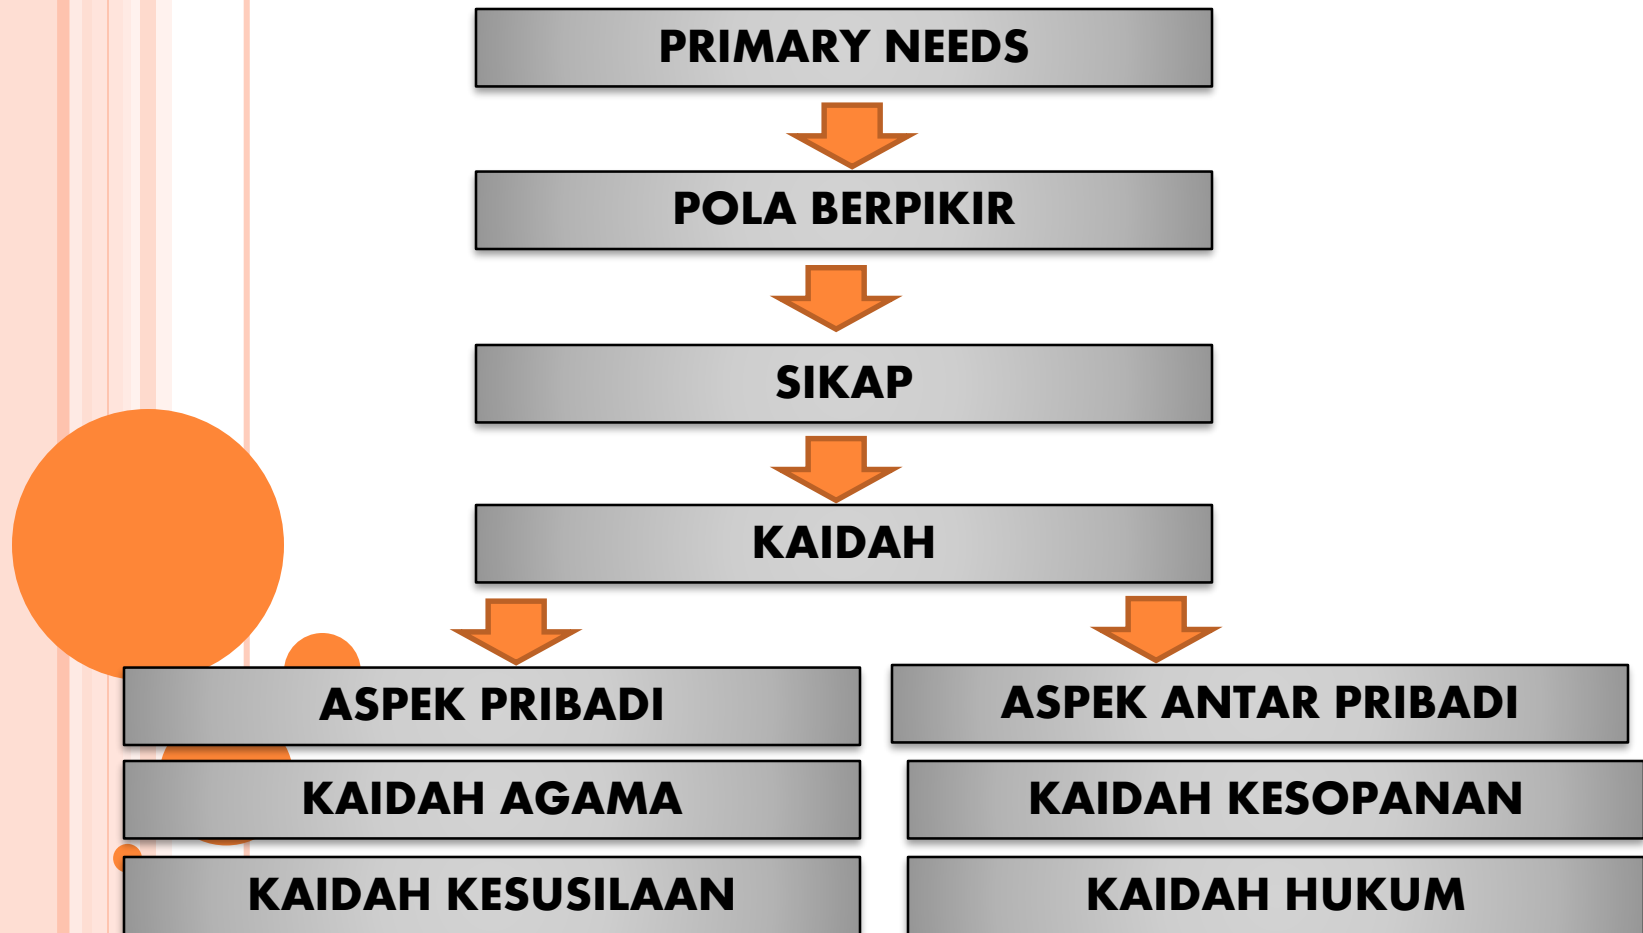 PRIMARY NEEDS
POLA BERPIKIR
SIKAP
KAIDAH
ASPEK PRIBADI
ASPEK ANTAR PRIBADI
KAIDAH AGAMA
KAIDAH KESOPANAN
KAIDAH KESUSILAAN
KAIDAH HUKUM